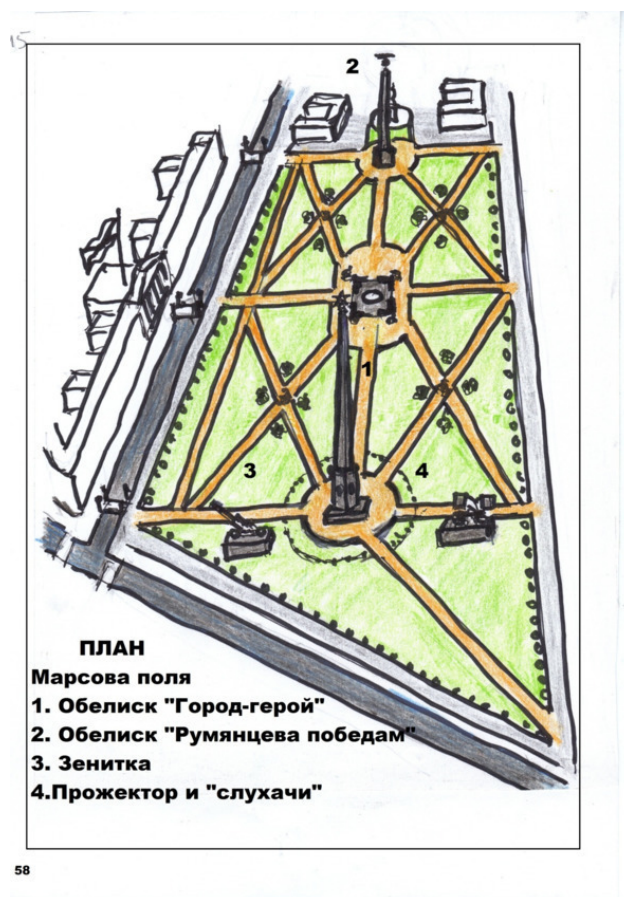 15
2
1
3
4
ПЛАН
Марсова поля
1. Обелиск "Город-герой"
2. Обелиск "Румянцева победам"
3. Зенитка
4.Прожектор и "слухачи"
58